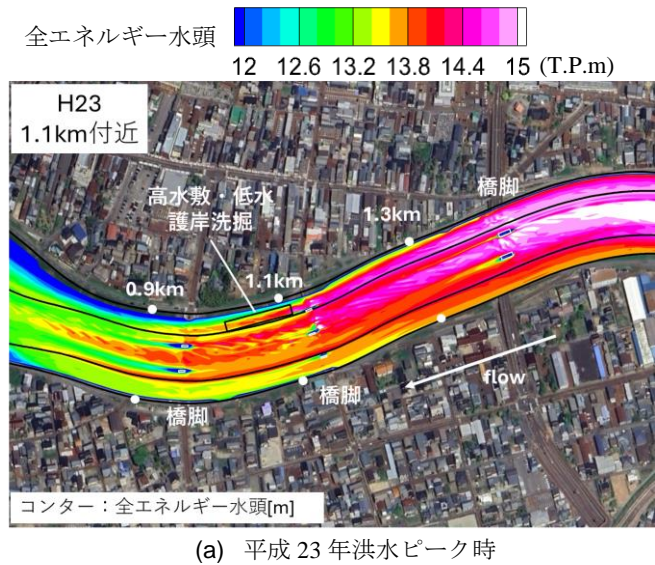 全エネルギー水頭
12 12.6 13.2 13.8 14.4 15 (T.P.m)
H23
1.1km付近
橋脚
高水敷・低水
護岸洗掘
1.3km
1.1km
0.9km
flow
橋脚
橋脚
コンター：全エネルギー水頭[m]
(a) 平成 23 年洪水ピーク時